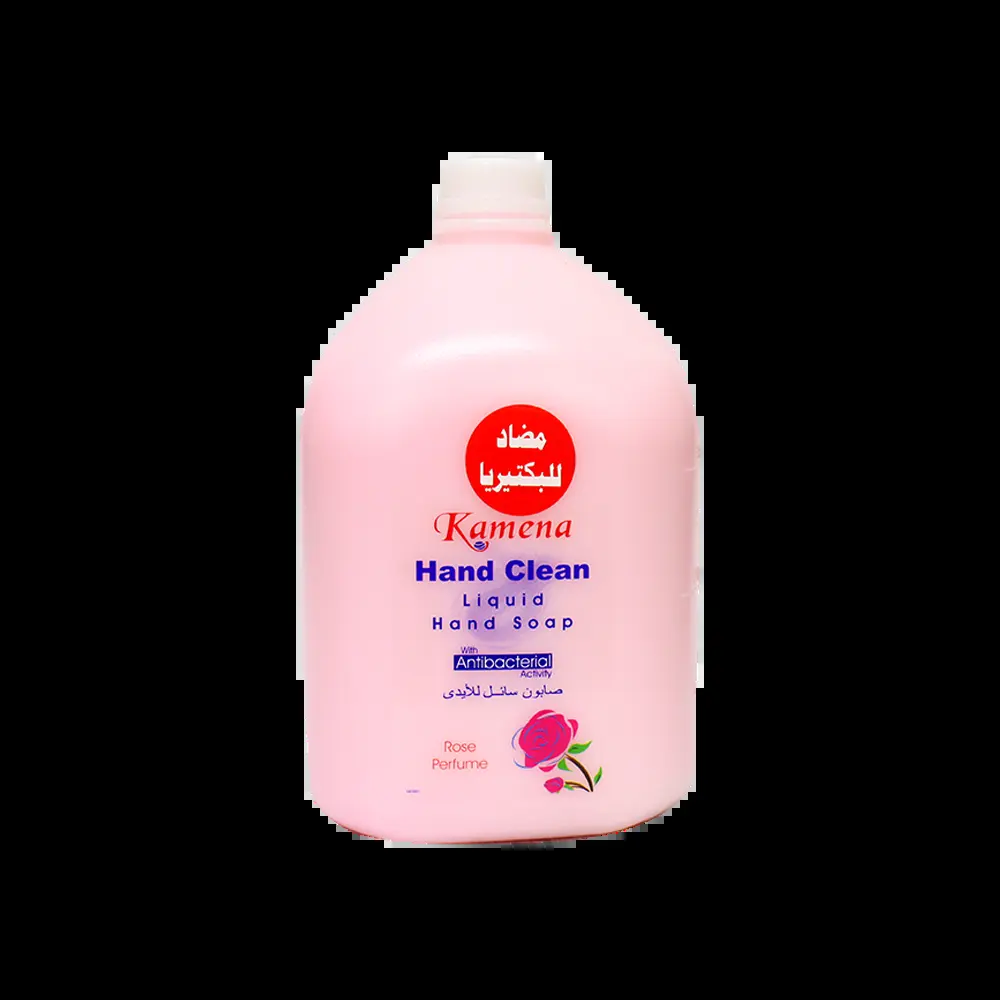 مضاد
للبكتيريا
Kamena
Hand Clean
Liquid
Hand Soap
With
Antibacterial
Activity
صابون سائل للأيدى
Rose
Perfume